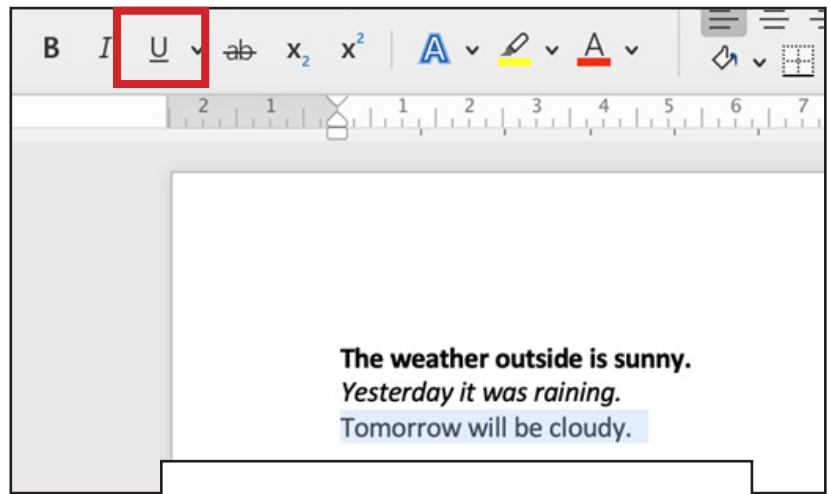 B I U ab x₂ x² A A
2 1 1 2 3 4 5 6 7
The weather outside is sunny.
Yesterday it was raining.
Tomorrow will be cloudy.